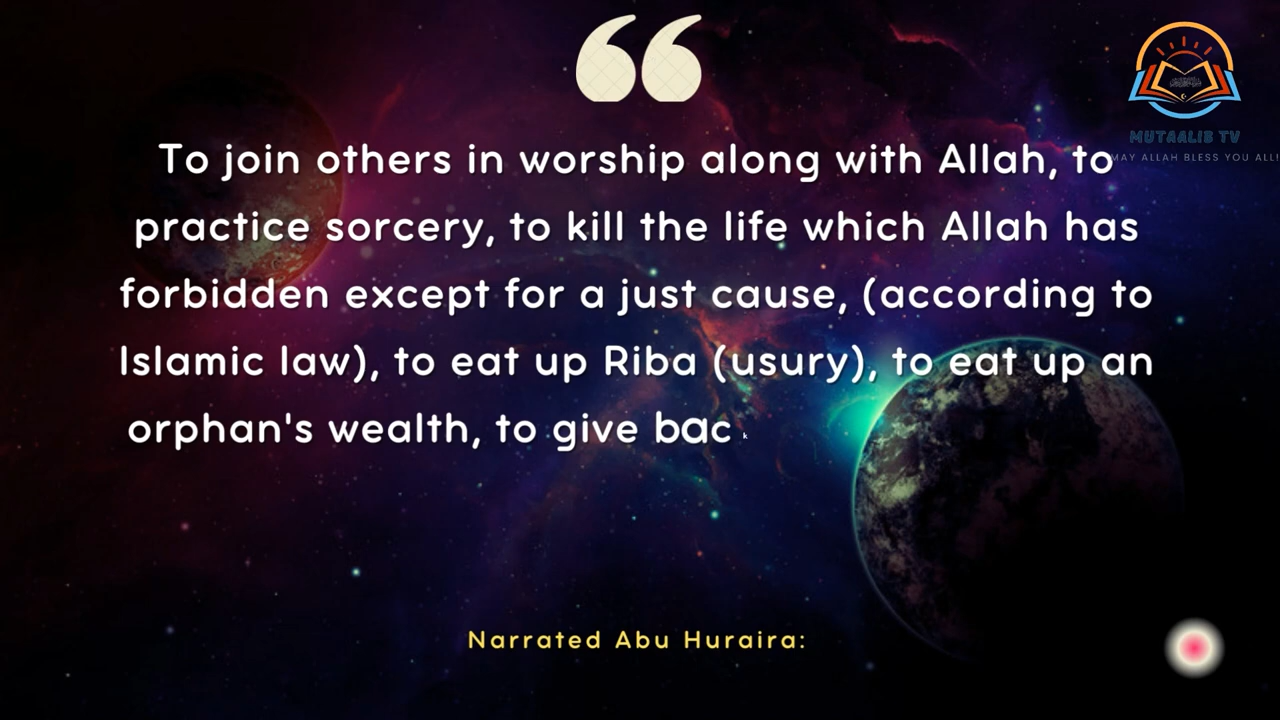 To join others in worship along with Allah, to
practice sorcery, to kill the life which Allah has
forbidden except for a just cause, (according to
Islamic law), to eat up Riba (usury), to eat up an
orphan's wealth, to give back
Narrated Abu Huraira:
MUTAALIB TV
MAY ALLAH BLESS YOU ALL!